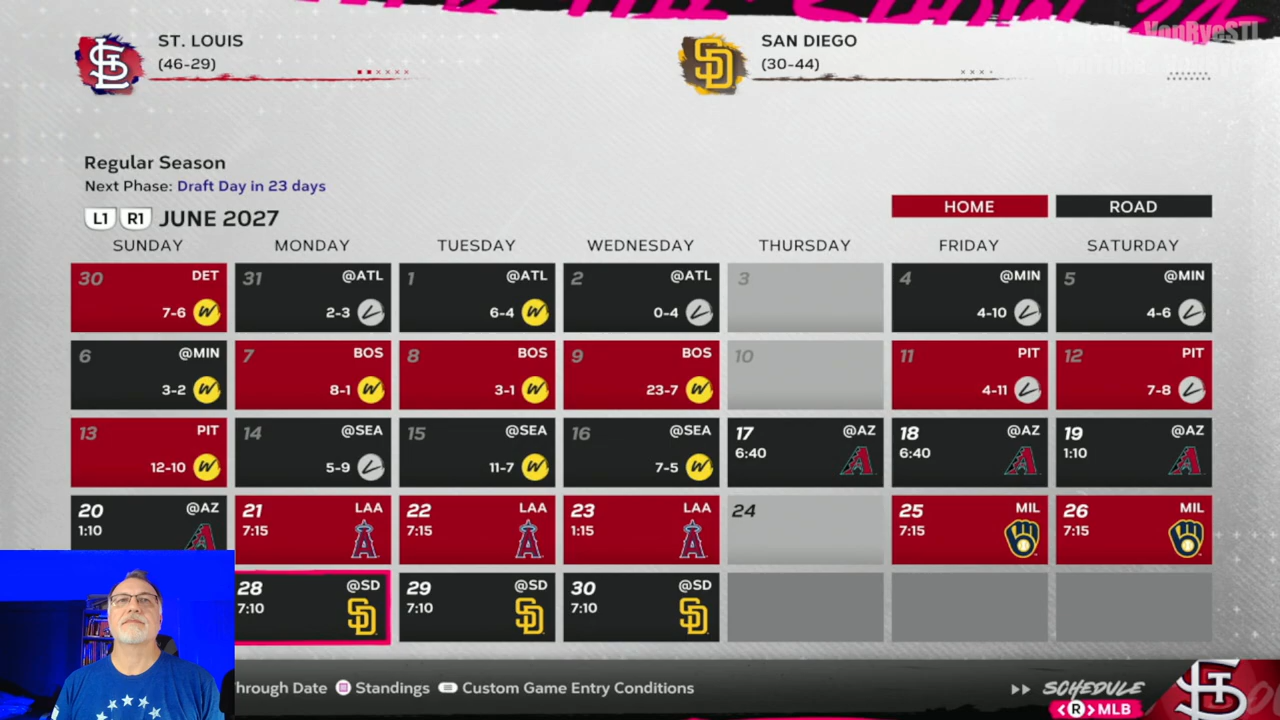 VonRyeSTL
ST. LOUIS
(46-29)
SAN DIEGO
(30-44)
Regular Season
Next Phase: Draft Day in 23 days
L1 R1 JUNE 2027
HOME ROAD
SUNDAY MONDAY TUESDAY WEDNESDAY THURSDAY FRIDAY SATURDAY
30 DET 31 @ATL 1 @ATL 2 @ATL 3 4 @MIN 5 @MIN
7-6 W 2-3 L 6-4 W 0-4 L 4-10 L 4-6 L
6 @MIN 7 BOS 8 BOS 9 BOS 10 11 PIT 12 PIT
3-2 W 8-1 W 3-1 W 23-7 W 4-11 L 7-8 L
13 PIT 14 @SEA 15 @SEA 16 @SEA 17 @AZ 18 @AZ 19 @AZ
12-10 W 5-9 L 11-7 W 7-5 W 6:40 6:40 1:10
20 @AZ 21 LAA 22 LAA 23 LAA 24 25 MIL 26 MIL
1:10 7:15 7:15 1:15 7:15 7:15
28 @SD 29 @SD 30 @SD
7:10 7:10 7:10
hrough Date Standings Custom Game Entry Conditions
SCHEDULE
R MLB